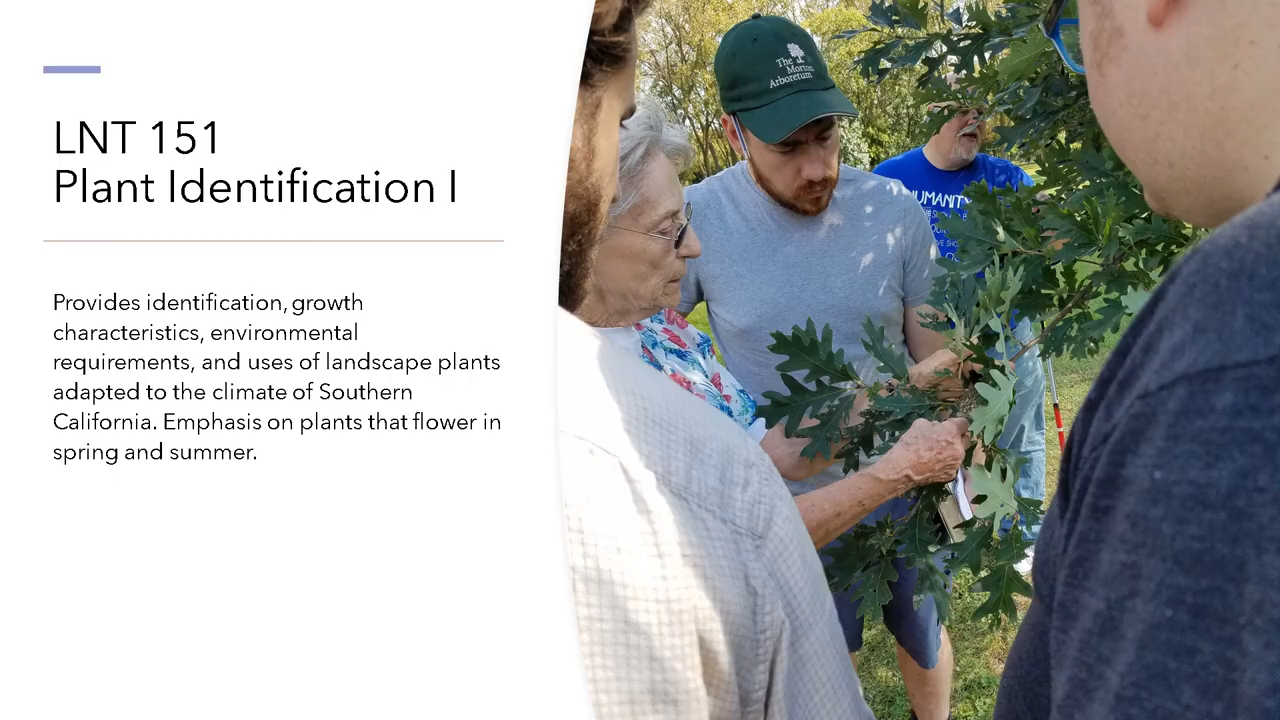 LNT 151
Plant Identification I
Provides identification, growth
characteristics, environmental
requirements, and uses of landscape plants
adapted to the climate of Southern
California. Emphasis on plants that flower in
spring and summer.
The
Morton
Arboretum
HUMANITY